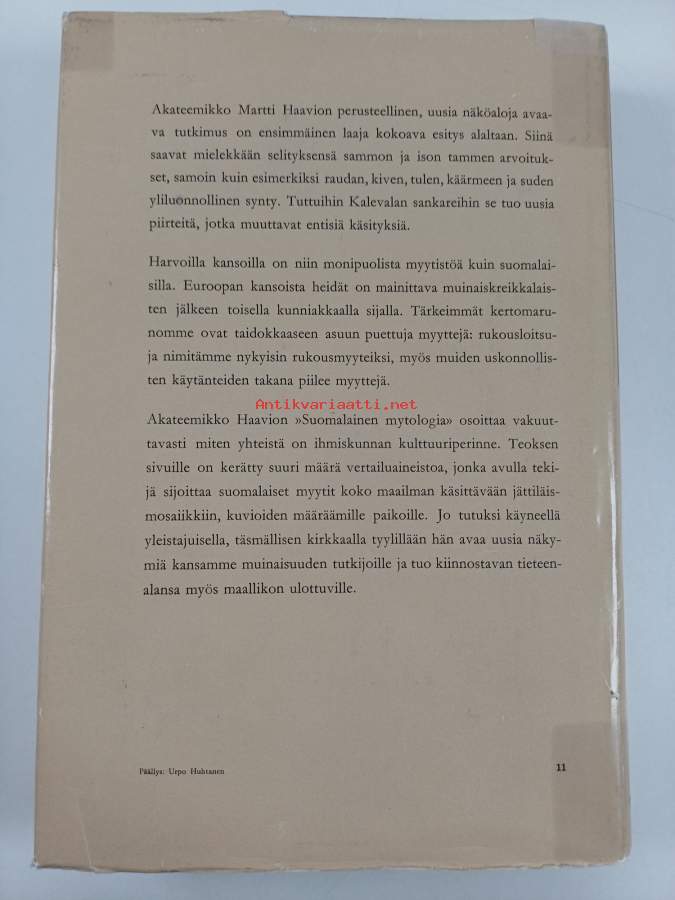 Akateemikko Martti Haavion perusteellinen, uusia näköaloja avaa-
va tutkimus on ensimmäinen laaja kokoava esitys alaltaan. Siinä
saavat mielekkään selityksensä sammon ja ison tammen arvoituk-
set, samoin kuin esimerkiksi raudan, kiven, tulen, käärmeen ja suden
yliluonnollinen synty. Tuttuihin Kalevalan sankareihin se tuo uusia
piirteitä, jotka muuttavat entisiä käsityksiä.
Harvoilla kansoilla on niin monipuolista myytistöä kuin suomalai-
silla. Euroopan kansoista heidät on mainittava muinaiskreikkalais-
ten jälkeen toisella kunniakkaalla sijalla. Tärkeimmät kertomaru-
nomme ovat taidokkaaseen asuun puettuja myyttejä: rukousloitsu-
ja nimitämme nykyisin rukousmyyteiksi, myös muiden uskonnollis-
ten käytänteiden takana piilee myyttejä.
Antikvariaatti.net
Akateemikko Haavion »Suomalainen mytologia» osoittaa vakuut-
tavasti miten yhteistä on ihmiskunnan kulttuuriperinne. Teoksen
sivuille on kerätty suuri määrä vertailuaineistoa, jonka avulla teki-
jä sijoittaa suomalaiset myytit koko maailman käsittävään jättiläis-
mosaiikkiin, kuvioiden määräämille paikoille. Jo tutuksi käyneellä
yleistajuisella, täsmällisen kirkkaalla tyylillään hän avaa uusia näky-
miä kansamme muinaisuuden tutkijoille ja tuo kiinnostavan tieteen-
alansa myös maallikon ulottuville.
Päällys: Urpo Huhtanen
11